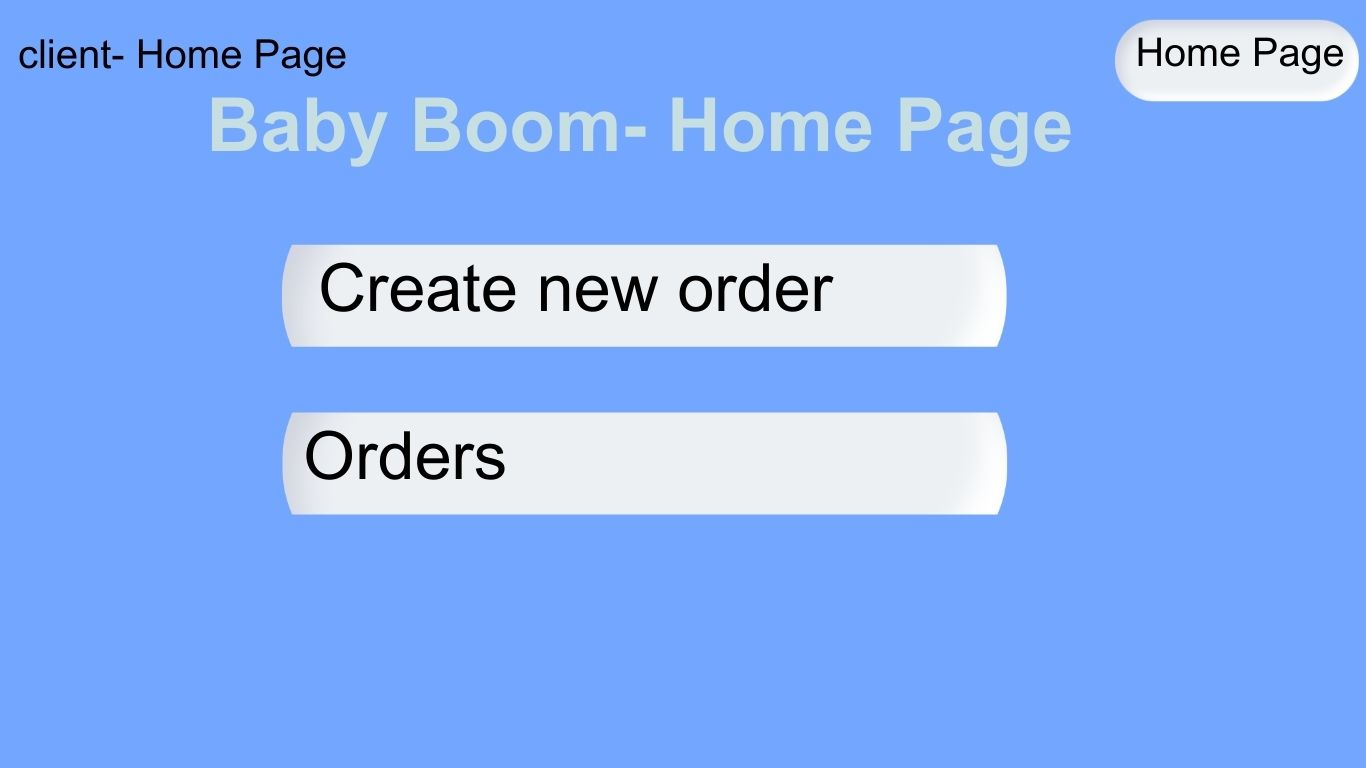 client- Home Page
Home Page
Baby Boom- Home Page
Create new order
Orders